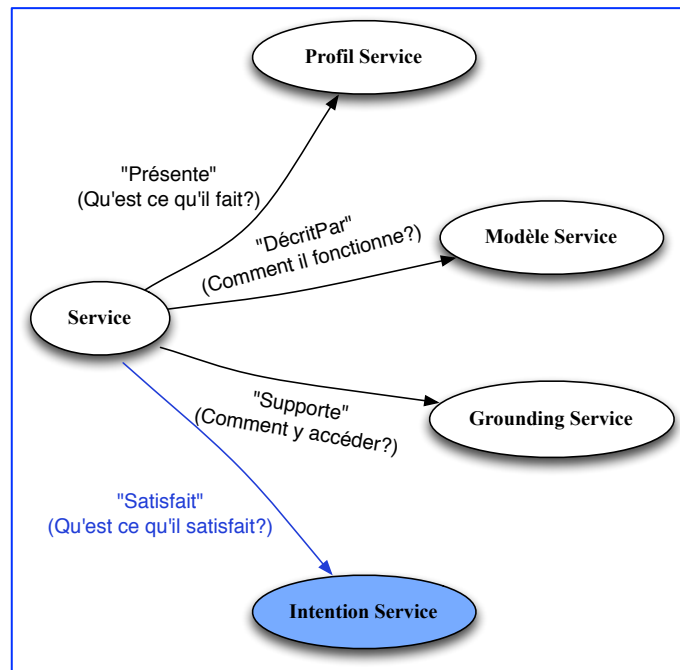 Profil Service
"Présente"
(Qu'est ce qu'il fait?)
"DécritPar"
(Comment il fonctionne?)
Modèle Service
Service
"Supporte"
(Comment y accéder?)
Grounding Service
"Satisfait"
(Qu'est ce qu'il satisfait?)
Intention Service